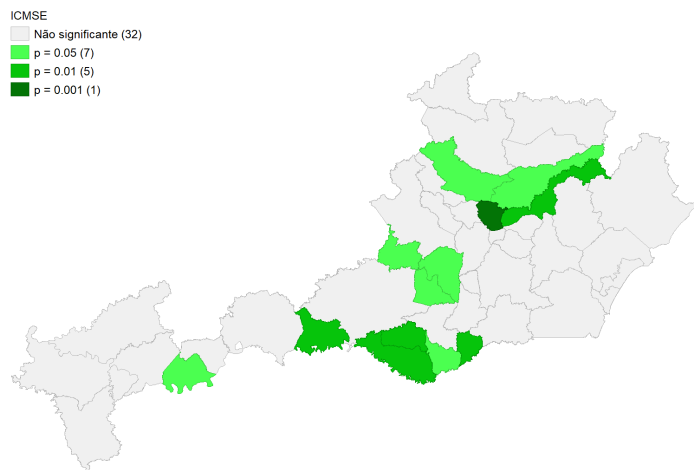 ICMSE
Não significante (32)
p = 0.05 (7)
p = 0.01 (5)
p = 0.001 (1)